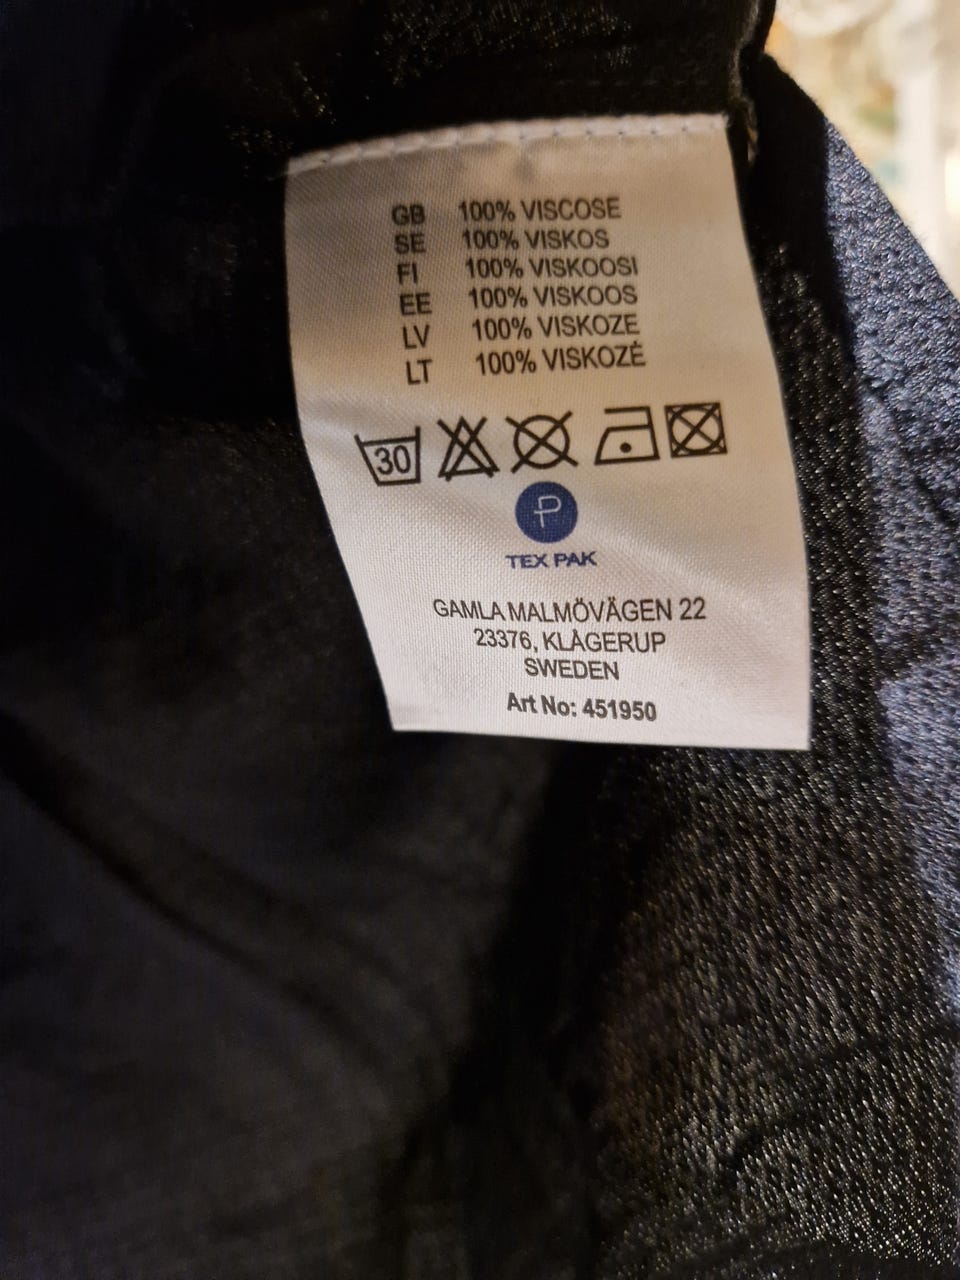 GB 100% VISCOSE
SE 100% VISKOS
FI 100% VISKOOSI
EE 100% VISKOOS
LV 100% VISKOZE
LT 100% VISKOZĖ
30
P
TEX PAK
GAMLA MALMÖVÄGEN 22
23376, KLÅGERUP
SWEDEN
Art No: 451950